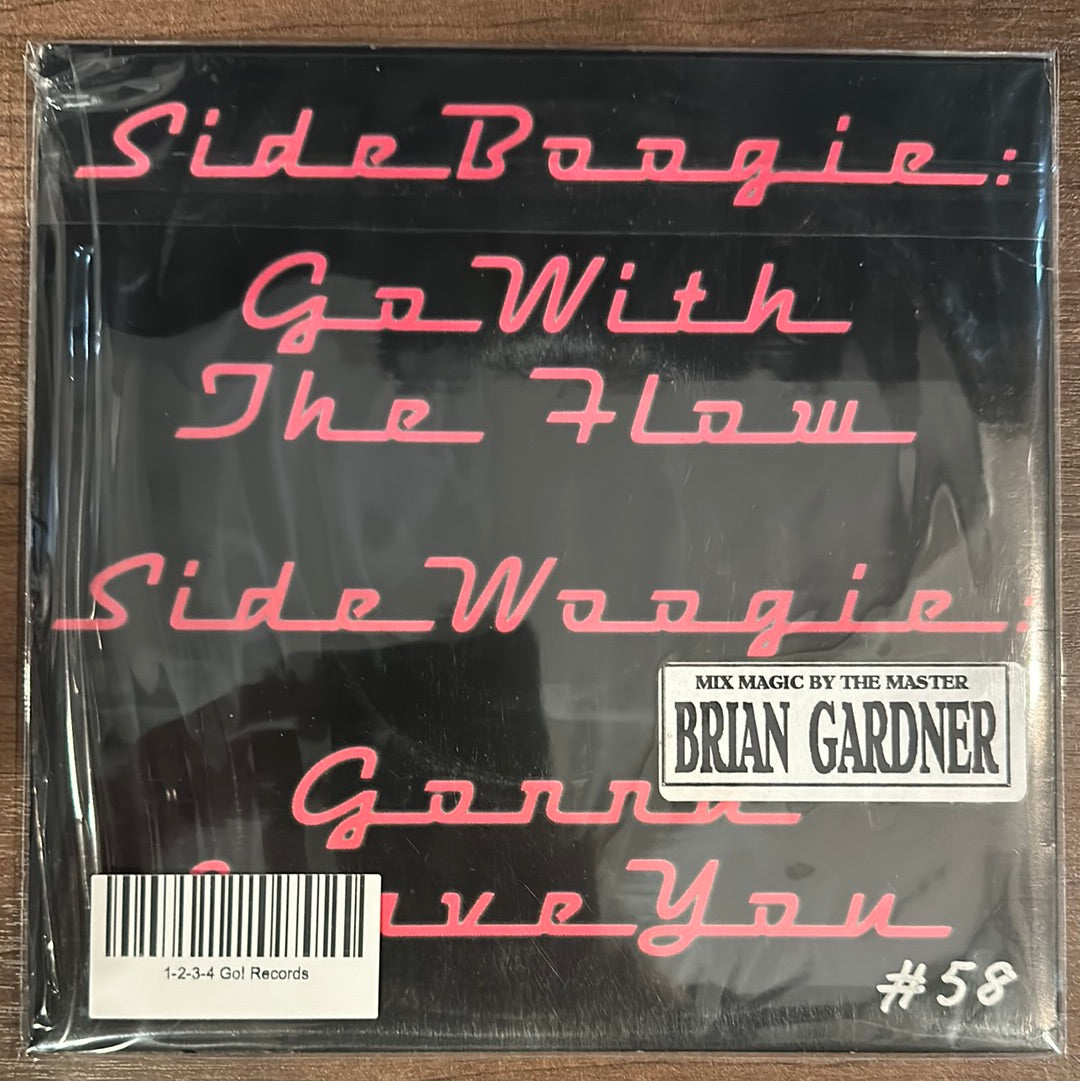 Side Boogie:
Go With
The Flow
Side Woogie:
MIX MAGIC BY THE MASTER
BRIAN GARDNER
Gonna
You
1-2-3-4 Go! Records
#58